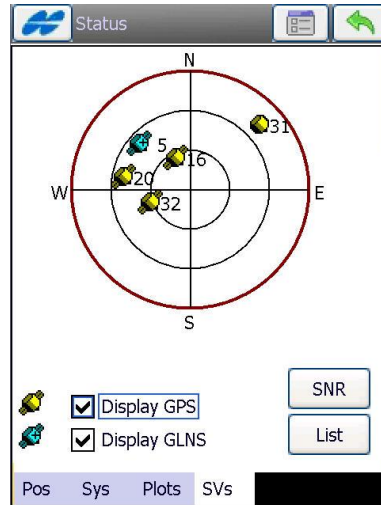 Status
N
31
5
16
20
W
E
32
S
SNR
Display GPS
Display GLNS
List
Pos Sys Plots SVs